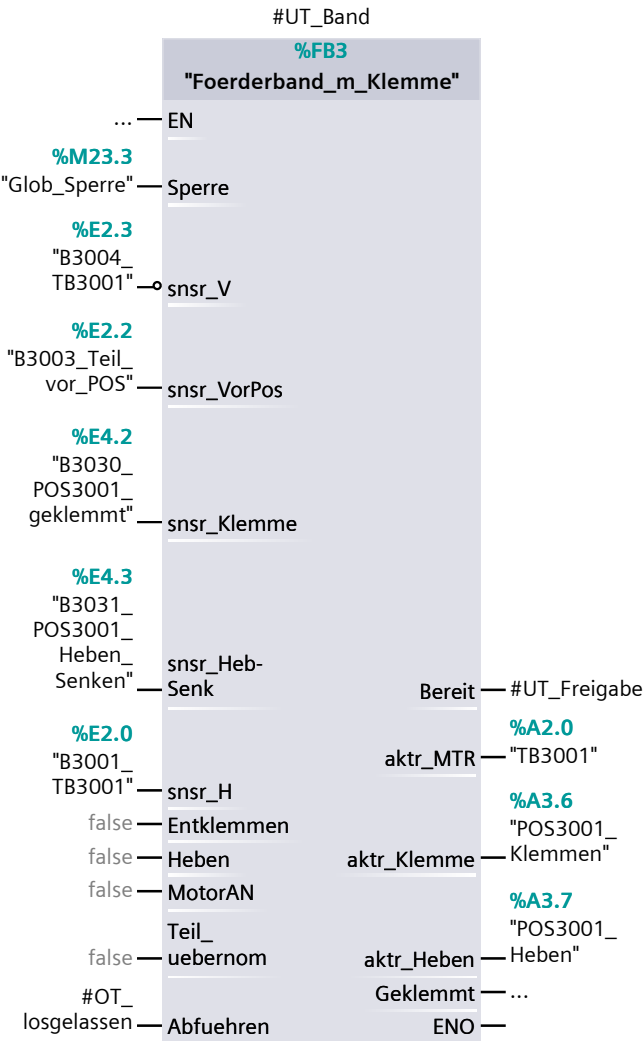 #UT_Band
%FB3
"Foerderband_m_Klemme"
... EN
%M23.3
"Glob_Sperre" Sperre
%E2.3
"B3004_
TB3001" snsr_V
%E2.2
"B3003_Teil_
vor_POS" snsr_VorPos
%E4.2
"B3030_
POS3001_
geklemmt" snsr_Klemme
%E4.3
"B3031_
POS3001_
Heben_
Senken"
snsr_Heb-
Senk
Bereit #UT_Freigabe
%E2.0
"B3001_
TB3001" snsr_H
%A2.0
aktr_MTR "TB3001"
false Entklemmen
false Heben
%A3.6
"POS3001_
aktr_Klemme Klemmen"
false MotorAN
Teil_
false uebernom
%A3.7
"POS3001_
aktr_Heben Heben"
Geklemmt ...
#OT_
losgelassen Abfuehren
ENO